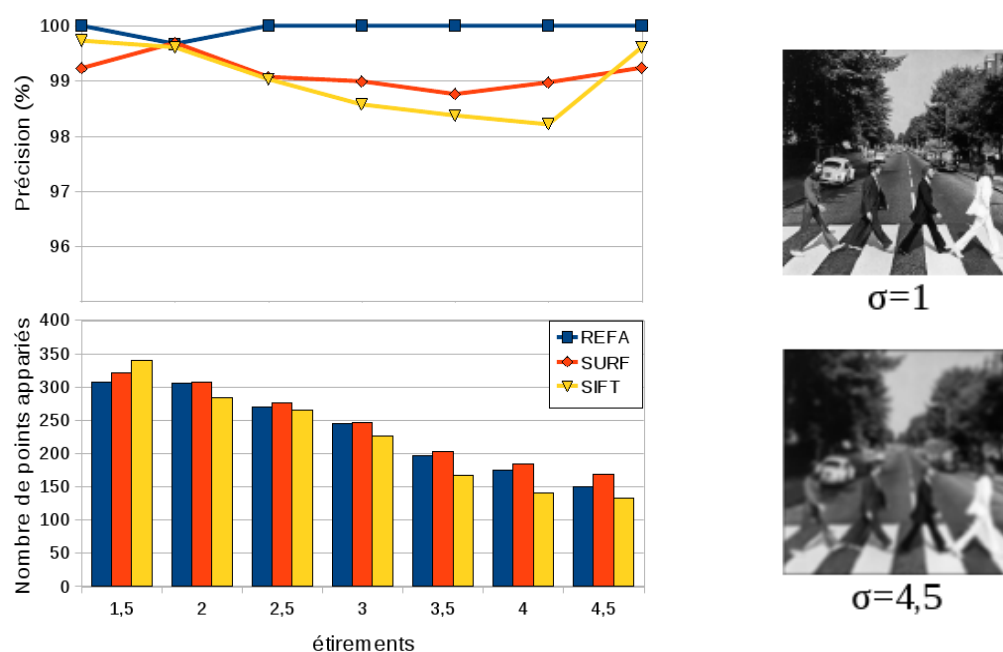 Précision (%)
100
99
98
97
96
Nombre de points appariés
400
350
300
250
200
150
100
50
0
REFA
SURF
SIFT
1,5 2 2,5 3 3,5 4 4,5
étirements
σ=1
σ=4,5